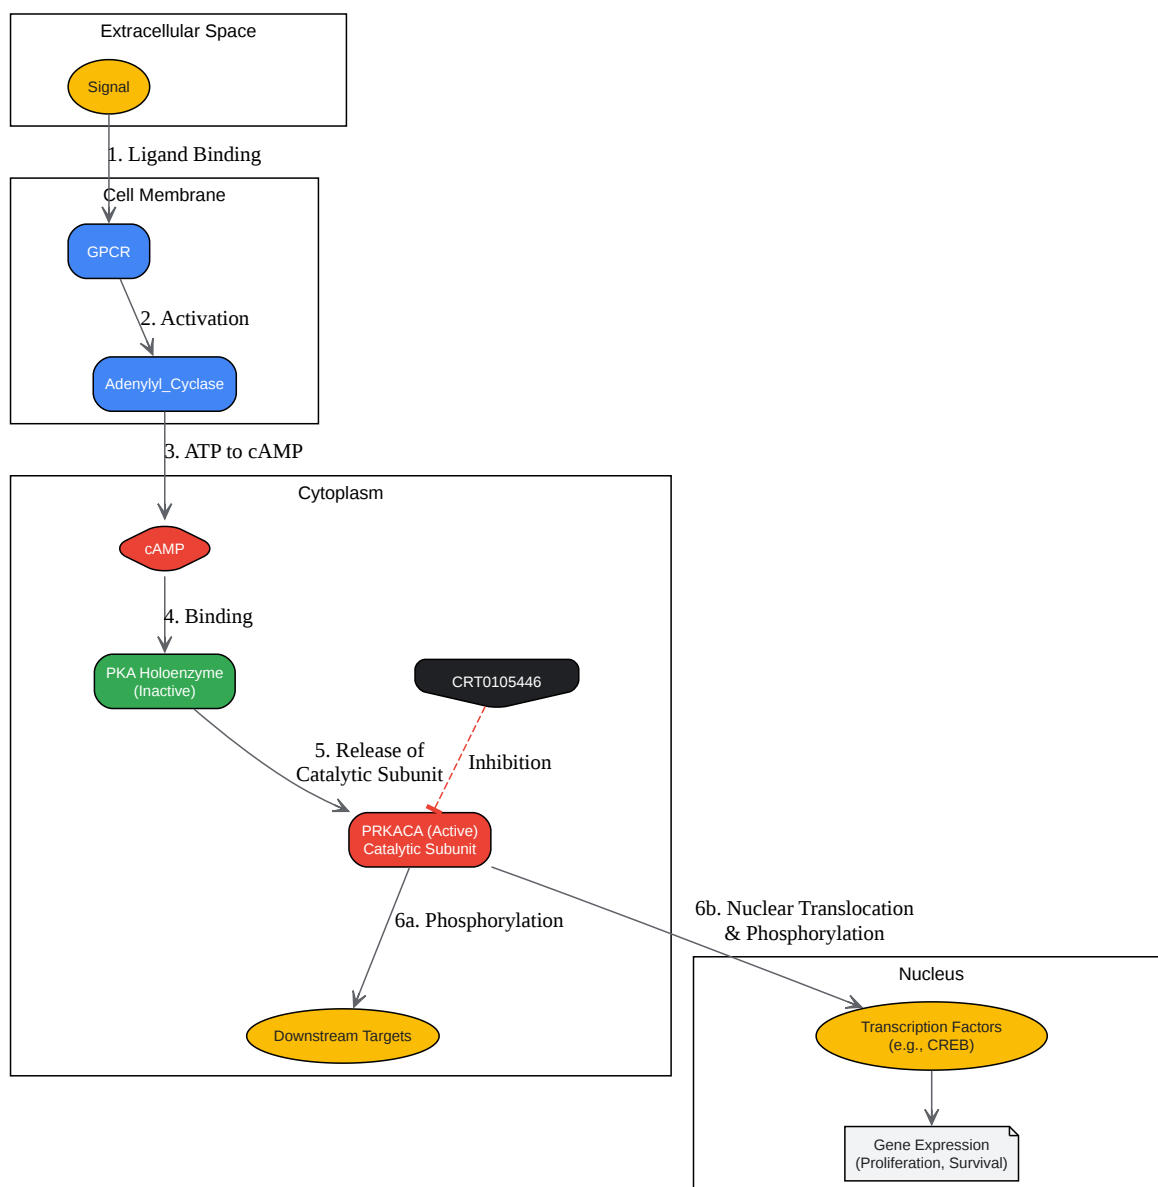 Extracellular Space
Signal
1. Ligand Binding
Cell Membrane
GPCR
2. Activation
Adenylyl_Cyclase
3. ATP to cAMP
Cytoplasm
cAMP
4. Binding
PKA Holoenzyme
(Inactive)
CRT0105446
5. Release of
Catalytic Subunit
Inhibition
PRKACA (Active)
Catalytic Subunit
6a. Phosphorylation
6b. Nuclear Translocation
& Phosphorylation
Nucleus
Downstream Targets
Transcription Factors
(e.g., CREB)
Gene Expression
(Proliferation, Survival)